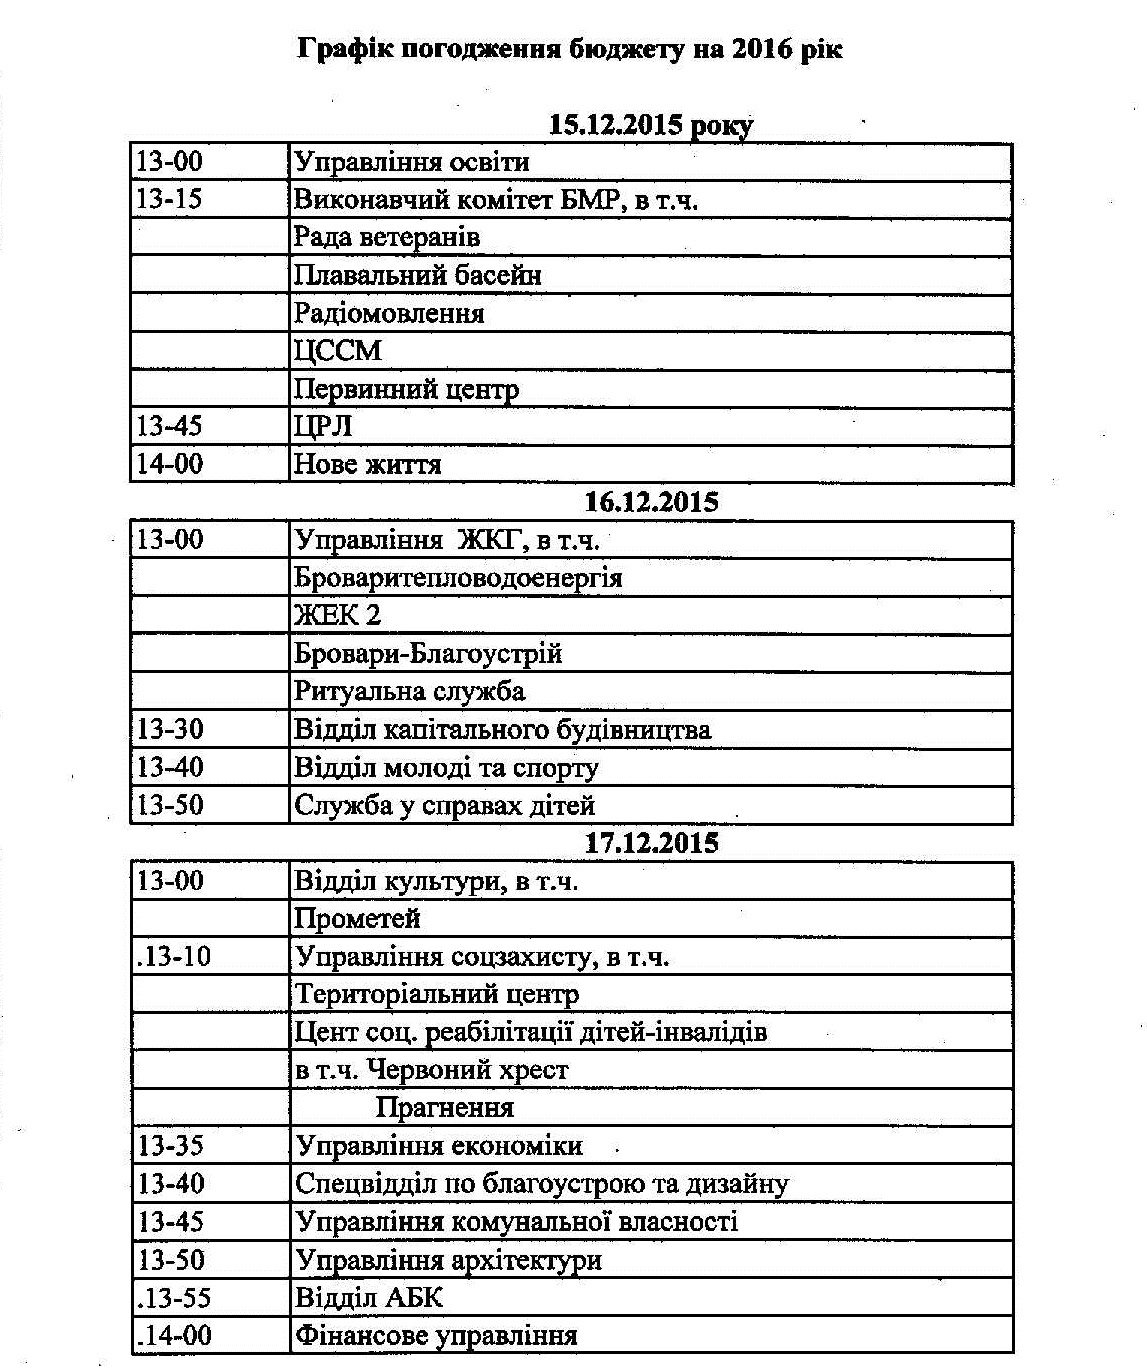 Графік погодження бюджету на 2016 рік
15.12.2015 року
13-00 Управління освіти
13-15 Виконавчий комітет БМР, в т.ч.
Рада ветеранів
Плавальний басейн
Радіомовлення
ЦССМ
Первинний центр
13-45 ЦРЛ
14-00 Нове життя
16.12.2015
13-00 Управління ЖКГ, в т.ч.
Броваритепловодоенергія
ЖЕК 2
Бровари-Благоустрій
Ритуальна служба
13-30 Відділ капітального будівництва
13-40 Відділ молоді та спорту
13-50 Служба у справах дітей
17.12.2015
13-00 Відділ культури, в т.ч.
Прометей
.13-10 Управління соцзахисту, в т.ч.
Територіальний центр
Цент соц. реабілітації дітей-інвалідів
в т.ч. Червоний хрест
Прагнення
13-35 Управління економіки
13-40 Спецвідділ по благоустрою та дизайну
13-45 Управління комунальної власності
13-50 Управління архітектури
.13-55 Відділ АБК
.14-00 Фінансове управління